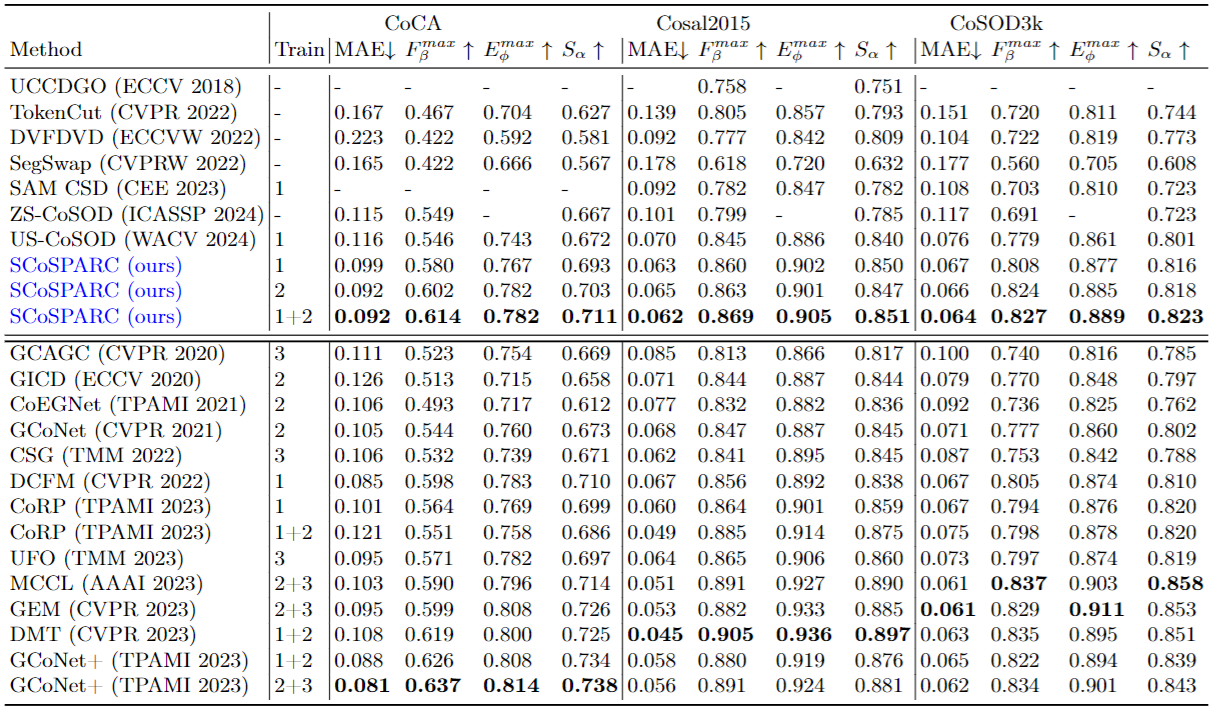 CoCA Cosal2015 CoSOD3k
Method Train MAE↓ F_β^max ↑ E_ϕ^max ↑ S_α ↑ MAE↓ F_β^max ↑ E_ϕ^max ↑ S_α ↑ MAE↓ F_β^max ↑ E_ϕ^max ↑ S_α ↑
UCCDGO (ECCV 2018) - - - - - - 0.758 - 0.751 - - - -
TokenCut (CVPR 2022) - 0.167 0.467 0.704 0.627 0.139 0.805 0.857 0.793 0.151 0.720 0.811 0.744
DVFDVD (ECCVW 2022) - 0.223 0.422 0.592 0.581 0.092 0.777 0.842 0.809 0.104 0.722 0.819 0.773
SegSwap (CVPRW 2022) - 0.165 0.422 0.666 0.567 0.178 0.618 0.720 0.632 0.177 0.560 0.705 0.608
SAM CSD (CEE 2023) 1 - - - - 0.092 0.782 0.847 0.782 0.108 0.703 0.810 0.723
ZS-CoSOD (ICASSP 2024) - 0.115 0.549 - 0.667 0.101 0.799 - 0.785 0.117 0.691 - 0.723
US-CoSOD (WACV 2024) 1 0.116 0.546 0.743 0.672 0.070 0.845 0.886 0.840 0.076 0.779 0.861 0.801
SCoSPARC (ours) 1 0.099 0.580 0.767 0.693 0.063 0.860 0.902 0.850 0.067 0.808 0.877 0.816
SCoSPARC (ours) 2 0.092 0.602 0.782 0.703 0.065 0.863 0.901 0.847 0.066 0.824 0.885 0.818
SCoSPARC (ours) 1+2 0.092 0.614 0.782 0.711 0.062 0.869 0.905 0.851 0.064 0.827 0.889 0.823
GCAGC (CVPR 2020) 3 0.111 0.523 0.754 0.669 0.085 0.813 0.866 0.817 0.100 0.740 0.816 0.785
GICD (ECCV 2020) 2 0.126 0.513 0.715 0.658 0.071 0.844 0.887 0.844 0.079 0.770 0.848 0.797
CoEGNet (TPAMI 2021) 2 0.106 0.493 0.717 0.612 0.077 0.832 0.882 0.836 0.092 0.736 0.825 0.762
GCoNet (CVPR 2021) 2 0.105 0.544 0.760 0.673 0.068 0.847 0.887 0.845 0.071 0.777 0.860 0.802
CSG (TMM 2022) 3 0.106 0.532 0.739 0.671 0.062 0.841 0.895 0.845 0.087 0.753 0.842 0.788
DCFM (CVPR 2022) 1 0.085 0.598 0.783 0.710 0.067 0.856 0.892 0.838 0.067 0.805 0.874 0.810
CoRP (TPAMI 2023) 1 0.101 0.564 0.769 0.699 0.060 0.864 0.901 0.859 0.067 0.794 0.876 0.820
CoRP (TPAMI 2023) 1+2 0.121 0.551 0.758 0.686 0.049 0.885 0.914 0.875 0.075 0.798 0.878 0.820
UFO (TMM 2023) 3 0.095 0.571 0.782 0.697 0.064 0.865 0.906 0.860 0.073 0.797 0.874 0.819
MCCL (AAAI 2023) 2+3 0.103 0.590 0.796 0.714 0.051 0.891 0.927 0.890 0.061 0.837 0.903 0.858
GEM (CVPR 2023) 2+3 0.095 0.599 0.808 0.726 0.053 0.882 0.933 0.885 0.061 0.829 0.911 0.853
DMT (CVPR 2023) 1+2 0.108 0.619 0.800 0.725 0.045 0.905 0.936 0.897 0.063 0.835 0.895 0.851
GCoNet+ (TPAMI 2023) 1+2 0.088 0.626 0.808 0.734 0.058 0.880 0.919 0.876 0.065 0.822 0.894 0.839
GCoNet+ (TPAMI 2023) 2+3 0.081 0.637 0.814 0.738 0.056 0.891 0.924 0.881 0.062 0.834 0.901 0.843